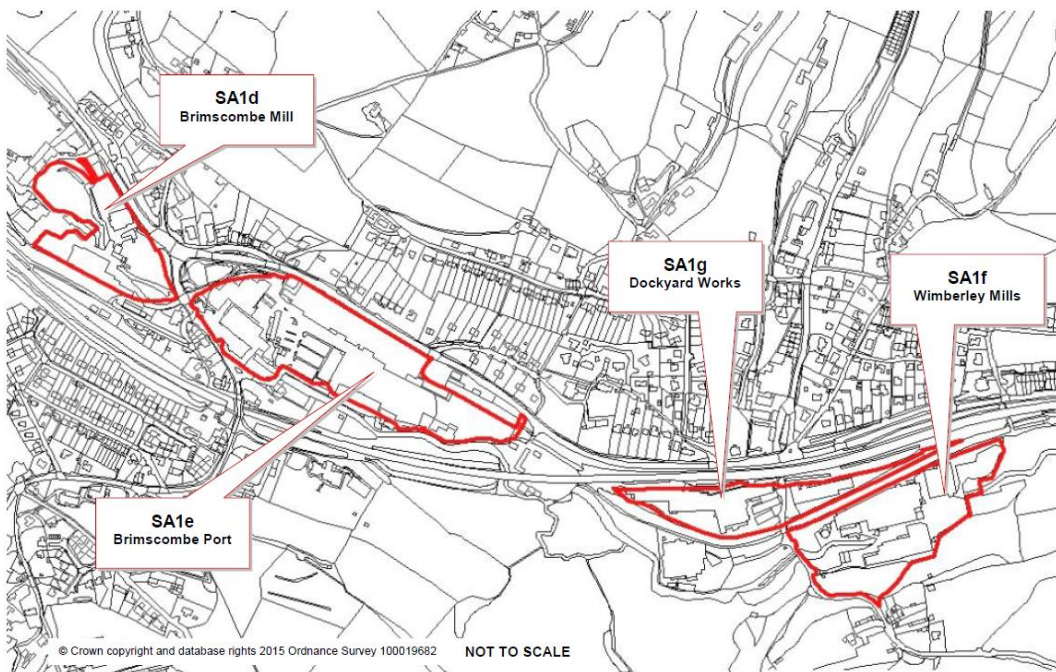 SA1d
Brimscombe Mill
SA1g
Dockyard Works
SA1f
Wimberley Mills
SA1e
Brimscombe Port
© Crown copyright and database rights 2015 Ordnance Survey 100019682
NOT TO SCALE